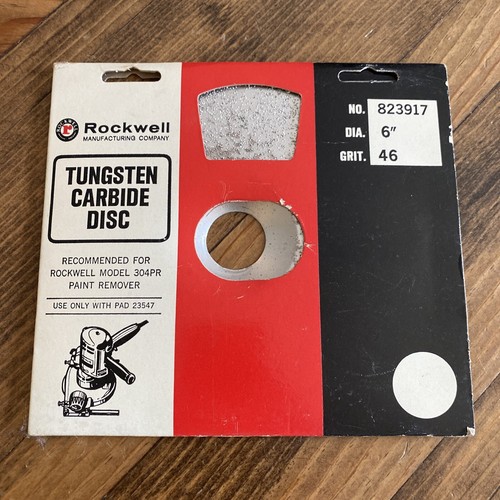 Rockwell
MANUFACTURING COMPANY
TUNGSTEN
CARBIDE
DISC
RECOMMENDED FOR
ROCKWELL MODEL 304PR
PAINT REMOVER
USE ONLY WITH PAD 23547
NO. 823917
DIA. 6"
GRIT. 46